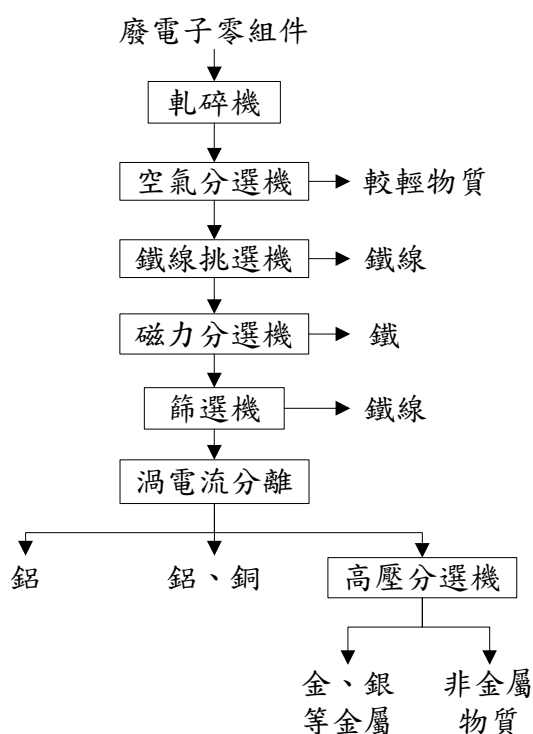 廢電子零組件
軋碎機
空氣分選機
較輕物質
鐵線挑選機
鐵線
磁力分選機
鐵
篩選機
鐵線
渦電流分離
鋁
鋁、銅
高壓分選機
金、銀
等金屬
非金屬
物質